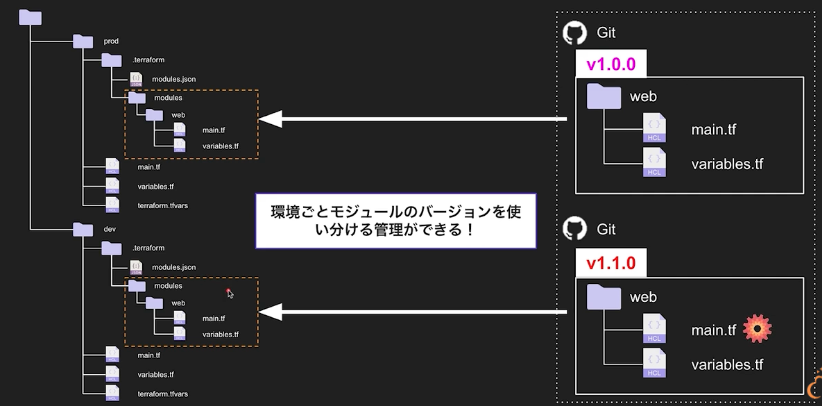 prod
.terraform
modules.json
modules
web
main.tf
variables.tf
main.tf
variables.tf
terraform.tfvars
dev
.terraform
modules.json
modules
web
main.tf
variables.tf
main.tf
variables.tf
terraform.tfvars
環境ごとモジュールのバージョンを使
い分ける管理ができる！
Git
v1.0.0
web
main.tf
HCL
variables.tf
HCL
Git
v1.1.0
web
main.tf
HCL
variables.tf
HCL